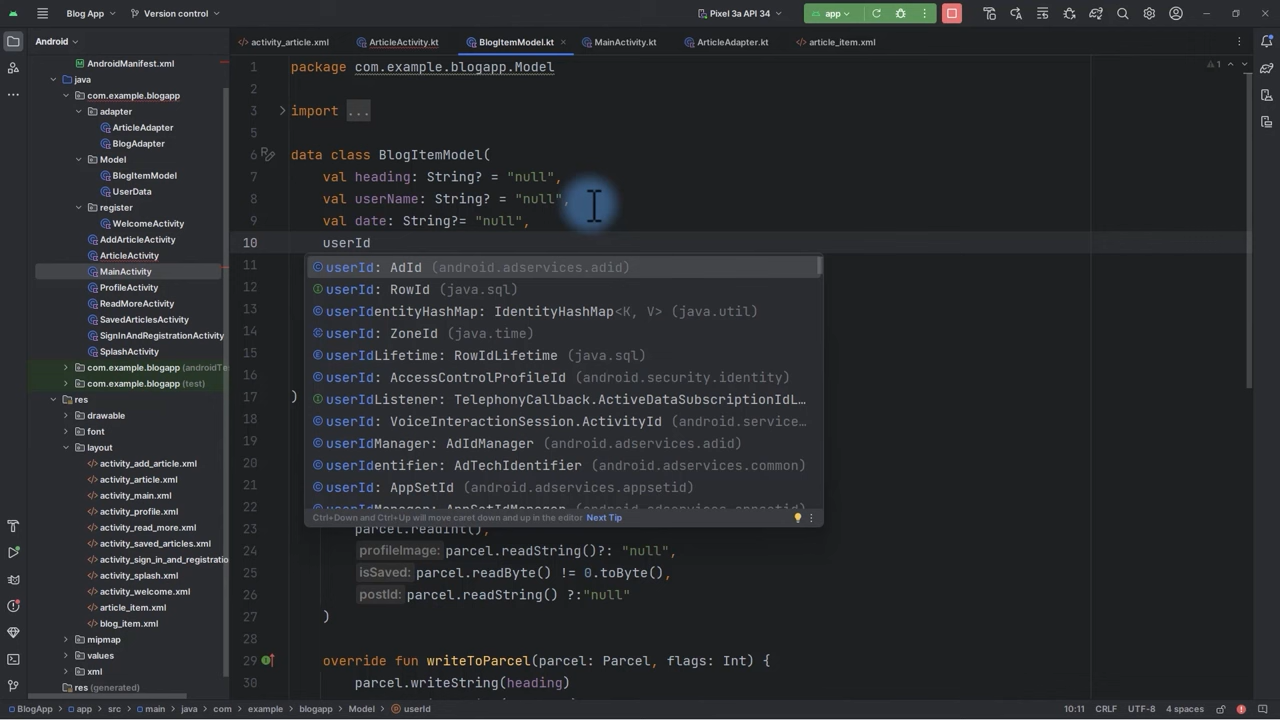 Blog App
Version control
Pixel 3a API 34
app
Android
activity_article.xml
ArticleActivity.kt
BlogItemModel.kt
MainActivity.kt
ArticleAdapter.kt
article_item.xml
AndroidManifest.xml
java
com.example.blogapp
adapter
ArticleAdapter
BlogAdapter
Model
BlogItemModel
UserData
register
WelcomeActivity
AddArticleActivity
ArticleActivity
MainActivity
ProfileActivity
ReadMoreActivity
SavedArticlesActivity
SignInAndRegistrationActivity
SplashActivity
com.example.blogapp (androidTe
com.example.blogapp (test)
res
drawable
font
layout
activity_add_article.xml
activity_article.xml
activity_main.xml
activity_profile.xml
activity_read_more.xml
activity_saved_articles.xml
activity_sign_in_and_registration
activity_splash.xml
activity_welcome.xml
article_item.xml
blog_item.xml
mipmap
values
xml
res (generated)
1 package com.example.blogapp.Model
1
2
3 import ...
5
6 data class BlogItemModel(
7 val heading: String? = "null",
8 val userName: String? = "null",
9 val date: String?= "null",
10 userId
11 userId: AdId (android.adservices.adid)
12 userId: RowId (java.sql)
13 userIdentityHashMap: IdentityHashMap<K, V> (java.util)
14 userId: ZoneId (java.time)
15 userIdLifetime: RowIdLifetime (java.sql)
16 userId: AccessControlProfileId (android.security.identity)
17 ) userIdListener: TelephonyCallback.ActiveDataSubscriptionIdL...
18 userId: VoiceInteractionSession.ActivityId (android.service...
19 userIdManager: AdIdManager (android.adservices.adid)
20 userIdentifier: AdTechIdentifier (android.adservices.common)
21 userId: AppSetId (android.adservices.appsetid)
22 userIdManager: AppSetIdManager (android.adservices.appsetid)
Ctrl+Down and Ctrl+Up will move caret down and up in the editor Next Tip
23 parcel.readInt(),
24 profileImage: parcel.readString()?: "null",
25 isSaved: parcel.readByte() != 0.toByte(),
26 postId: parcel.readString() ?:"null"
27 )
28
29 override fun writeToParcel(parcel: Parcel, flags: Int) {
30 parcel.writeString(heading)
BlogApp > app > src > main > java > com > example > blogapp > Model > userId
10:11 CRLF UTF-8 4 spaces